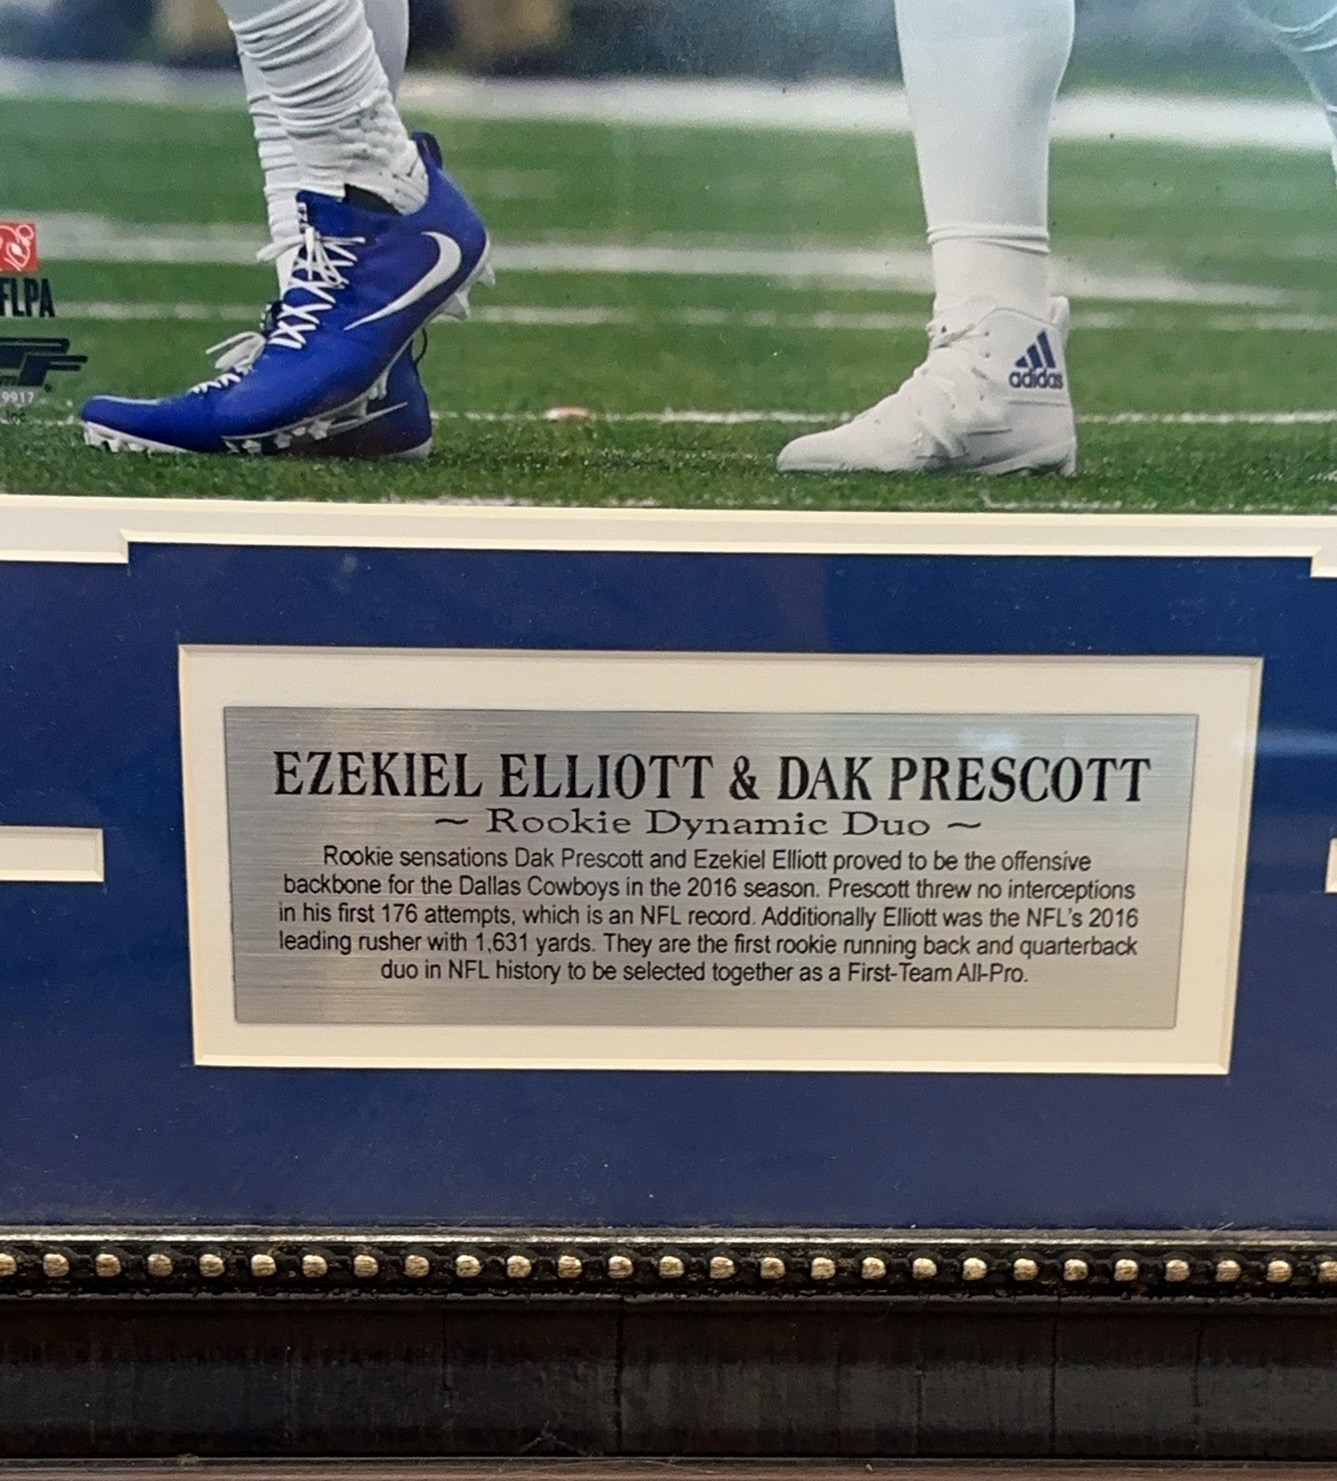 FLPA
9917
Inc
adidas
EZEKIEL ELLIOTT & DAK PRESCOTT
~ Rookie Dynamic Duo ~
Rookie sensations Dak Prescott and Ezekiel Elliott proved to be the offensive
backbone for the Dallas Cowboys in the 2016 season. Prescott threw no interceptions
in his first 176 attempts, which is an NFL record. Additionally Elliott was the NFL's 2016
leading rusher with 1,631 yards. They are the first rookie running back and quarterback
duo in NFL history to be selected together as a First-Team All-Pro.